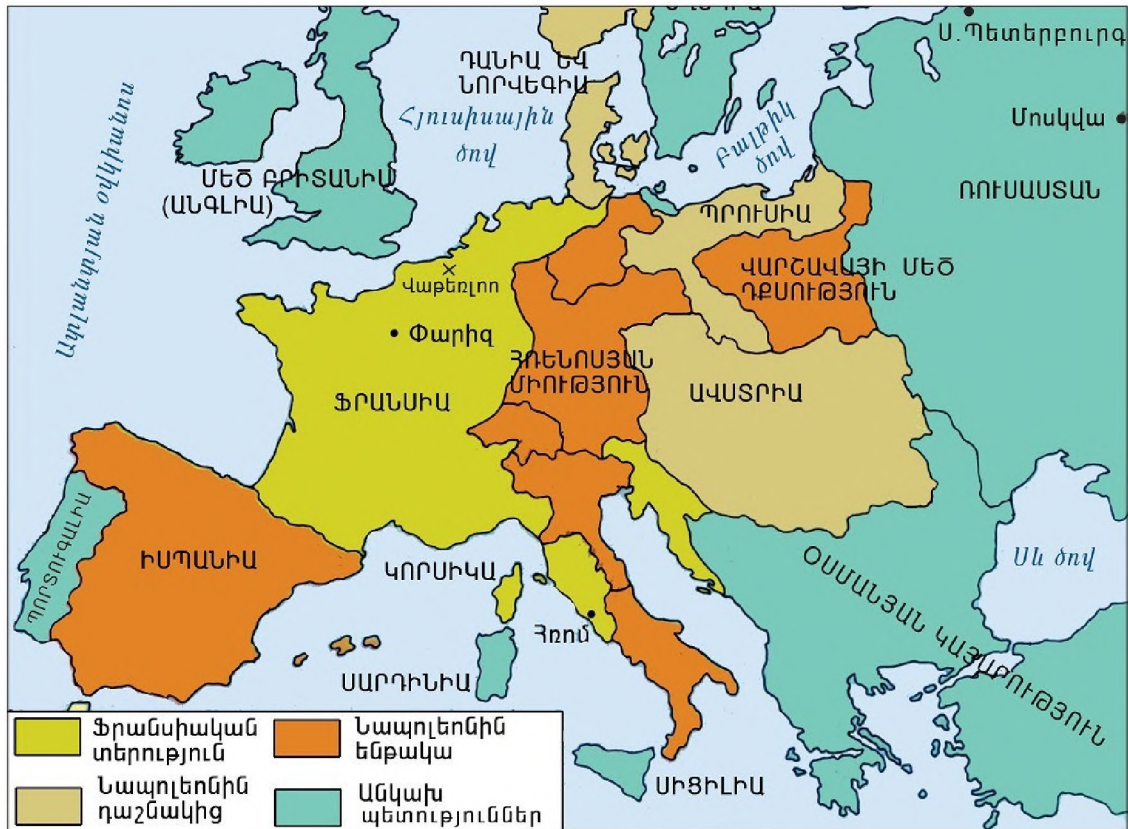 Ս.Պետերբուրգ
ԴԱՆԻԱ ԵՎ
ՆՈՐՎԵԳԻԱ
Հյուսիսային
ծով
Բալթիկ
ծով
Մոսկվա
ՌՈՒՍԱՍՏԱՆ
ՄԵԾ ԲՐԻՏԱՆԻԱ
(ԱՆԳԼԻԱ)
Ատլանտյան օվկիանոս
ՊՐՈՒՍԻԱ
ՎԱՐՇԱՎԱՅԻ ՄԵԾ
ԴՔՍՈՒԹՅՈՒՆ
Վաթեռլոո
Փարիզ
ՀՌԵՆՈՍՅԱՆ
ՄԻՈՒԹՅՈՒՆ
ՖՐԱՆՍԻԱ
ԱՎՍՏՐԻԱ
ՊՈՐՏՈՒԳԱԼԻԱ
ԻՍՊԱՆԻԱ
ԿՈՐՍԻԿԱ
Հռոմ
Սև ծով
ՕՍՄԱՆՅԱՆ ԿԱՅՍՐՈՒԹՅՈՒՆ
ՍԱՐԴԻՆԻԱ
ՍԻՑԻԼԻԱ
Ֆրանսիական
տերություն
Նապոլեոնին
ենթակա
Նապոլեոնին
դաշնակից
Անկախ
պետություններ